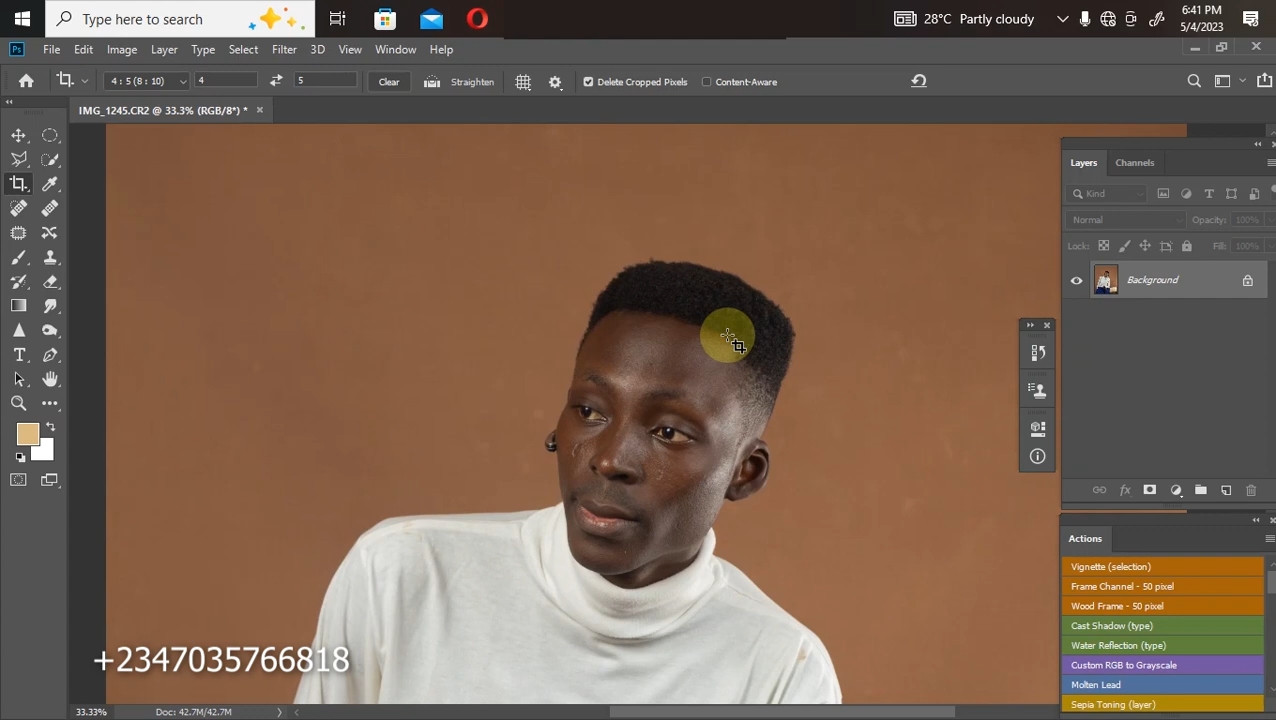 Type here to search
28°C Partly cloudy
6:41 PM
5/4/2023
Ps File Edit Image Layer Type Select Filter 3D View Window Help
4 : 5 (8 : 10) 4 5 Clear Straighten Delete Cropped Pixels Content-Aware
IMG_1245.CR2 @ 33.3% (RGB/8*) *
Layers Channels
Kind
Normal Opacity: 100%
Lock: Fill: 100%
Background
fx
Actions
Vignette (selection)
Frame Channel - 50 pixel
Wood Frame - 50 pixel
Cast Shadow (type)
Water Reflection (type)
Custom RGB to Grayscale
Molten Lead
Sepia Toning (layer)
+2347035766818
33.33% Doc: 42.7M/42.7M